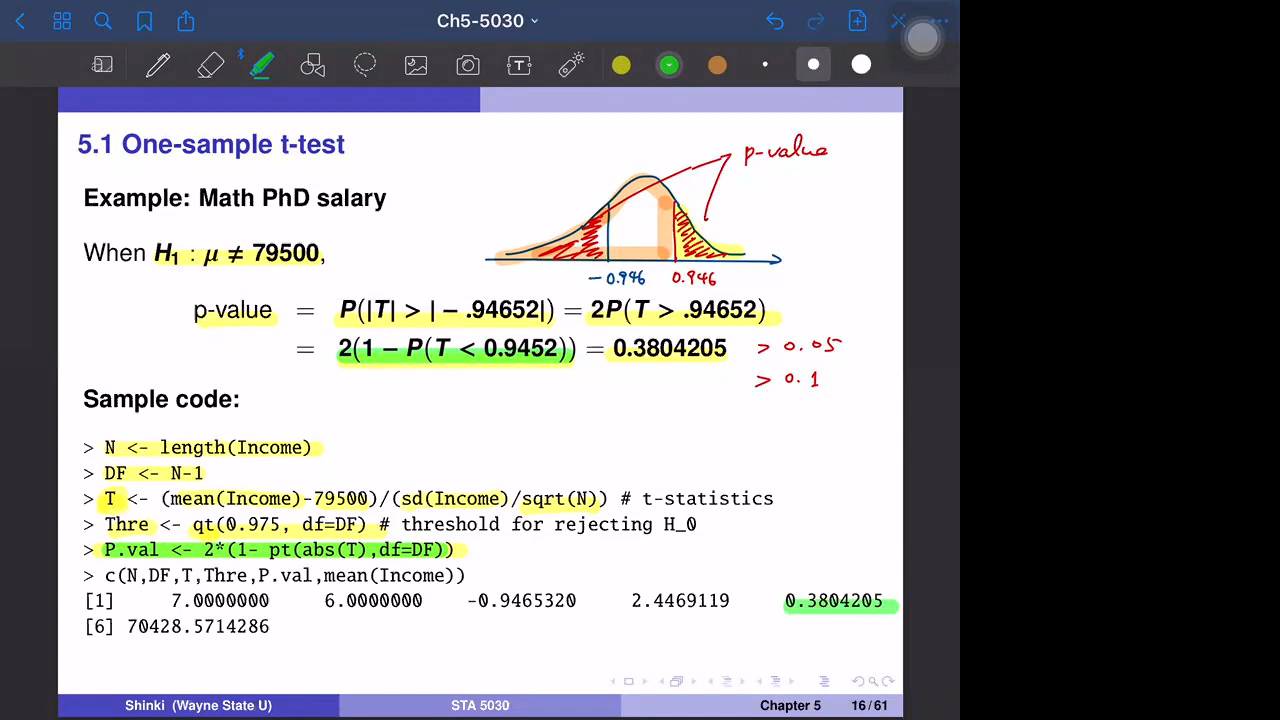 Ch5-5030
5.1 One-sample t-test
p-value
Example: Math PhD salary
When H₁ : μ ≠ 79500,
−0.946
0.946
p-value = P(|T| > | − .94652|) = 2P(T > .94652)
= 2(1 − P(T < 0.9452)) = 0.3804205
> 0.05
> 0.1
Sample code:
> N <- length(Income)
> DF <- N-1
> T <- (mean(Income)-79500)/(sd(Income)/sqrt(N)) # t-statistics
> Thre <- qt(0.975, df=DF) # threshold for rejecting H_0
> P.val <- 2*(1- pt(abs(T),df=DF))
> c(N,DF,T,Thre,P.val,mean(Income))
[1] 7.0000000 6.0000000 -0.9465320 2.4469119 0.3804205
[6] 70428.5714286
Shinki (Wayne State U) STA 5030 Chapter 5 16 / 61